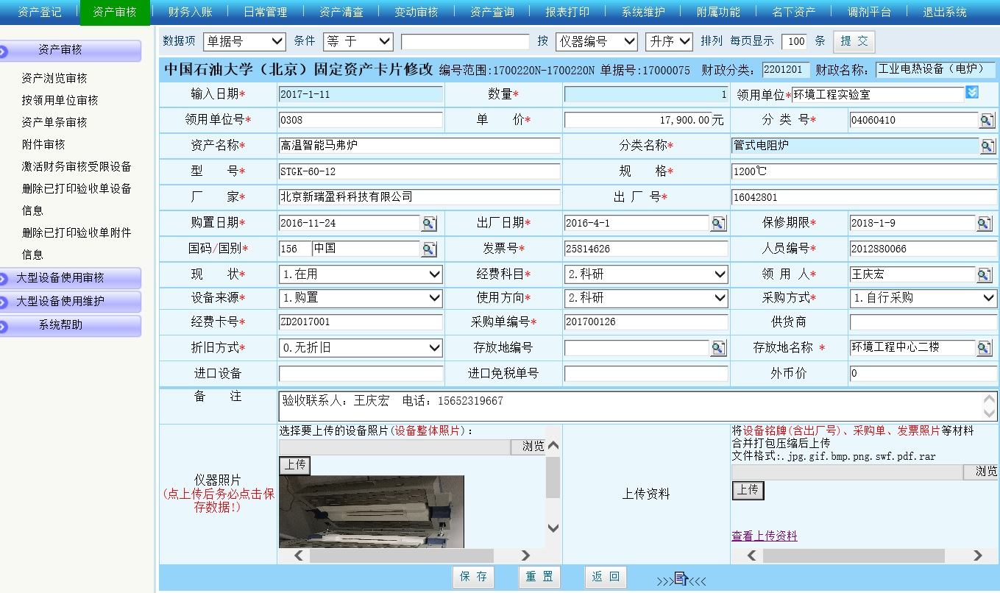 资产登记 资产审核 财务入账 日常管理 资产清查 变动审核 资产查询 报表打印 系统维护 附属功能 名下资产 调剂平台 退出系统
资产审核
资产浏览审核
按领用单位审核
资产单条审核
附件审核
激活财务审核受限设备
删除已打印验收单设备
信息
删除已打印验收单附件
信息
大型设备使用审核
大型设备使用维护
系统帮助
数据项 单据号 条件 等 于 按 仪器编号 升序 排列 每页显示 100 条 提 交
中国石油大学（北京）固定资产卡片修改 编号范围:1700220N-1700220N 单据号:17000075 财政分类: 2201201 财政名称: 工业电热设备（电炉）
输入日期* 2017-1-11 数量* 1 领用单位* 环境工程实验室
领用单位号* 0308 单 价* 17,900.00 元 分 类 号* 04060410
资产名称* 高温智能马弗炉 分类名称* 管式电阻炉
型 号* STGK-60-12 规 格* 1200℃
厂 家* 北京新瑞盈科科技有限公司 出 厂 号* 16042801
购置日期* 2016-11-24 出厂日期* 2016-4-1 保修期限* 2018-1-9
国码/国别* 156 中国 发票号* 25814626 人员编号* 2012880066
现 状* 1.在用 经费科目* 2.科研 领 用 人* 王庆宏
设备来源* 1.购置 使用方向* 2.科研 采购方式* 1.自行采购
经费卡号* ZD2017001 采购单编号* 201700126 供货商
折旧方式* 0.无折旧 存放地编号 存放地名称 * 环境工程中心二楼
进口设备 进口免税单号 外币价 0
备 注 验收联系人: 王庆宏 电话: 15652319667
仪器照片
(点上传后务必点击保
存数据!)
选择要上传的设备照片(设备整体照片):
浏览
上传
上传资料
将设备铭牌(含出厂号)、采购单、发票照片等材料
合并打包压缩后上传
文件格式:.jpg.gif.bmp.png.swf.pdf.rar
浏览
上传
查看上传资料
保 存 重 置 返 回 >>> <<<